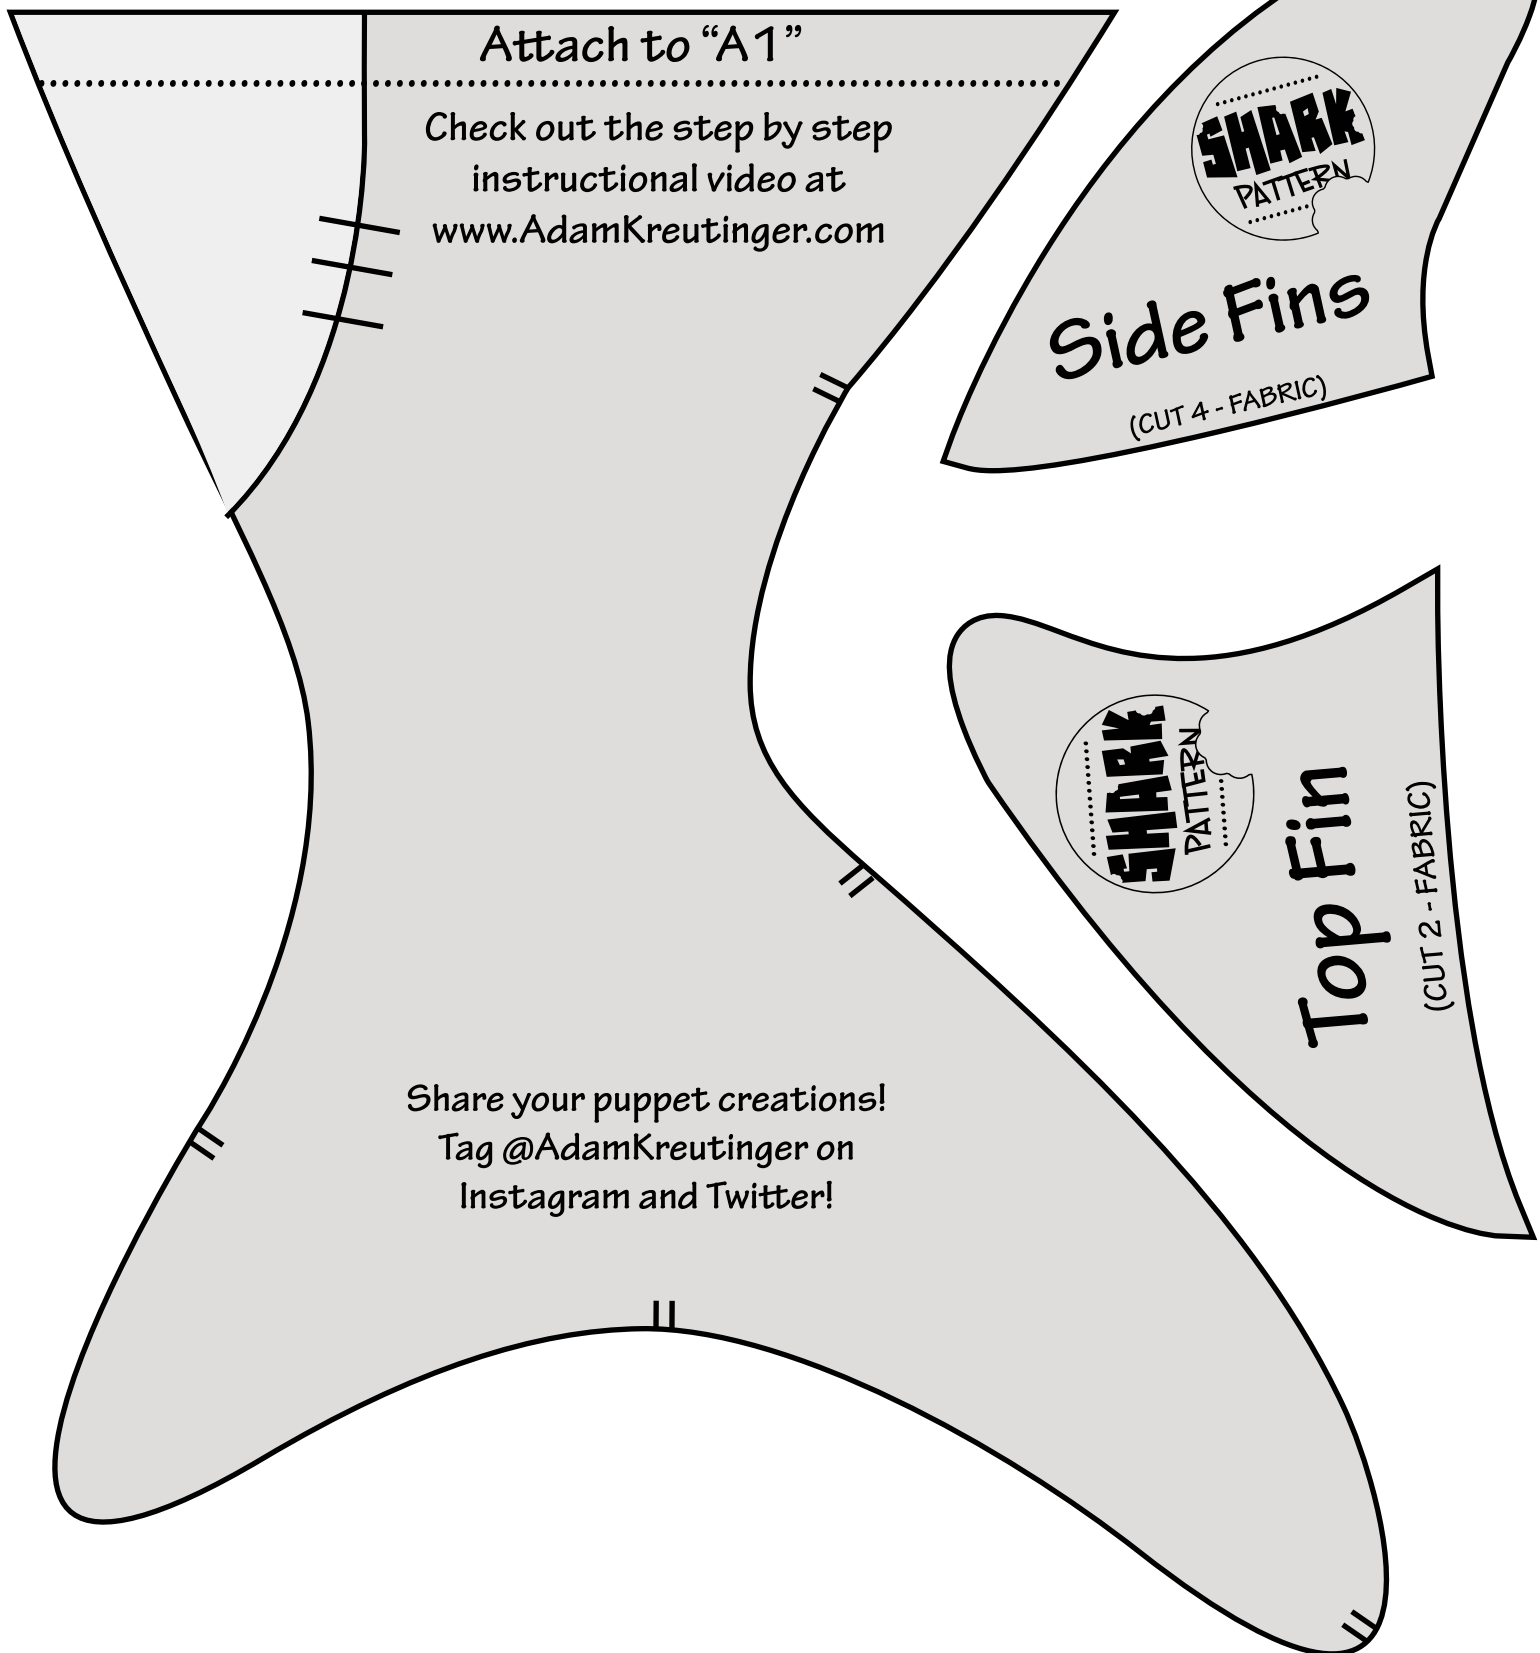 Attach to “A1”
Check out the step by step
instructional video at
www.AdamKreutinger.com
SHARK
PATTERN
Side Fins
(CUT 4 - FABRIC)
SHARK
PATTERN
Top Fin
(CUT 2 - FABRIC)
Share your puppet creations!
Tag @AdamKreutinger on
Instagram and Twitter!